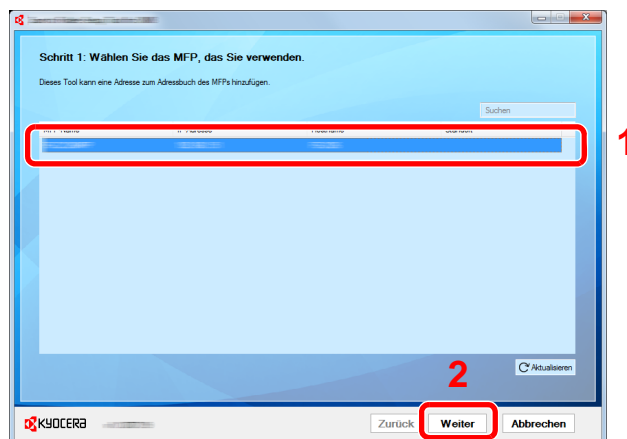 Schritt 1: Wählen Sie das MFP, das Sie verwenden.
Dieses Tool kann eine Adresse zum Adressbuch des MFPs hinzufügen.
Suchen
1
2
Aktualisieren
KYOCERA
Zurück Weiter Abbrechen